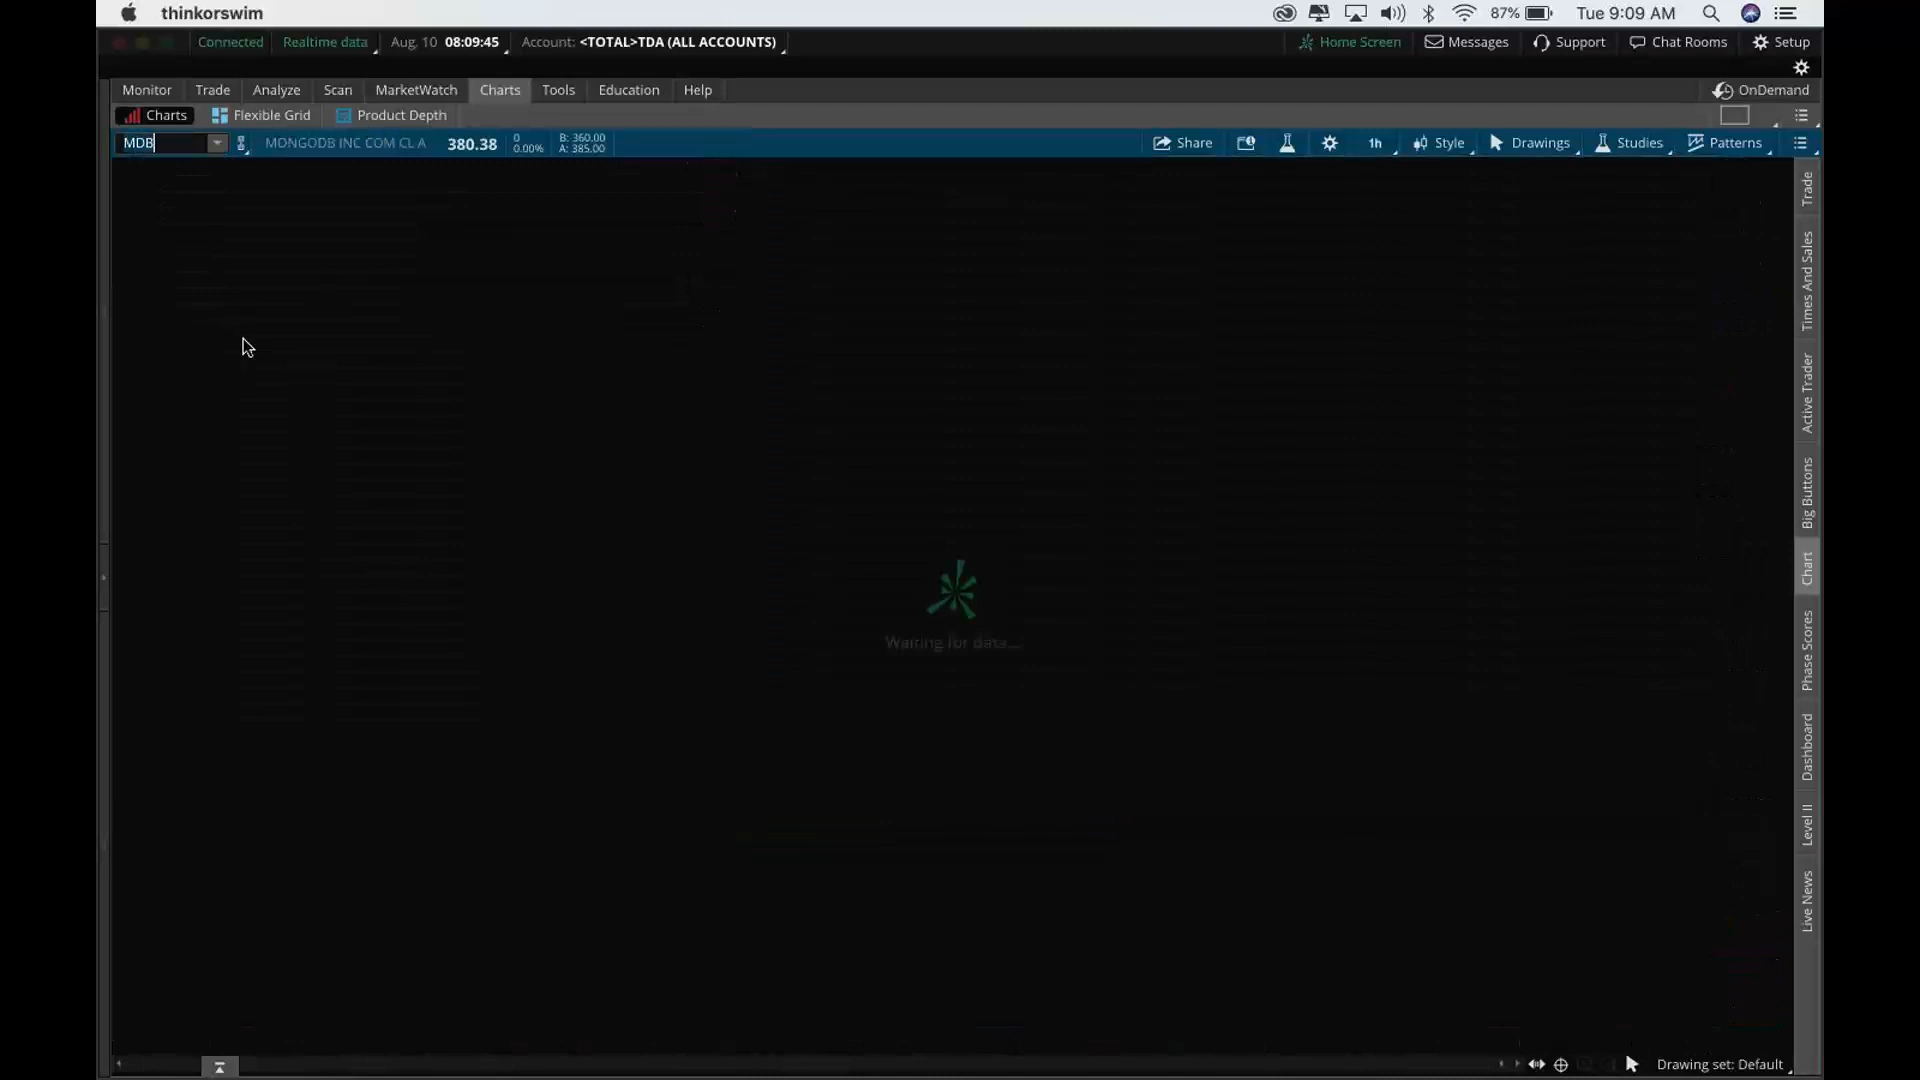 thinkorswim 87% Tue 9:09 AM
Connected Realtime data Aug. 10 08:09:45 Account: <TOTAL>TDA (ALL ACCOUNTS) Home Screen Messages Support Chat Rooms Setup
Monitor Trade Analyze Scan MarketWatch Charts Tools Education Help OnDemand
Charts Flexible Grid Product Depth
MDB MONGODB INC COM CL A 380.38 0 B: 360.00 Share 1h Style Drawings Studies Patterns
0.00% A: 385.00
Trade
Times And Sales
Active Trader
Big Buttons
Chart
Phase Scores
Dashboard
Level II
Live News
Waiting for data...
Drawing set: Default